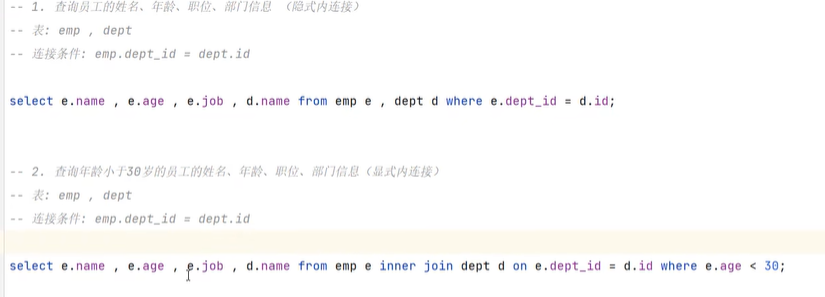 -- 1. 查询员工的姓名、年龄、职位、部门信息 （隐式内连接）
-- 表: emp , dept
-- 连接条件: emp.dept_id = dept.id
select e.name , e.age , e.job , d.name from emp e , dept d where e.dept_id = d.id;
-- 2. 查询年龄小于30岁的员工的姓名、年龄、职位、部门信息（显式内连接）
-- 表: emp , dept
-- 连接条件: emp.dept_id = dept.id
select e.name , e.age , e.job , d.name from emp e inner join dept d on e.dept_id = d.id where e.age < 30;